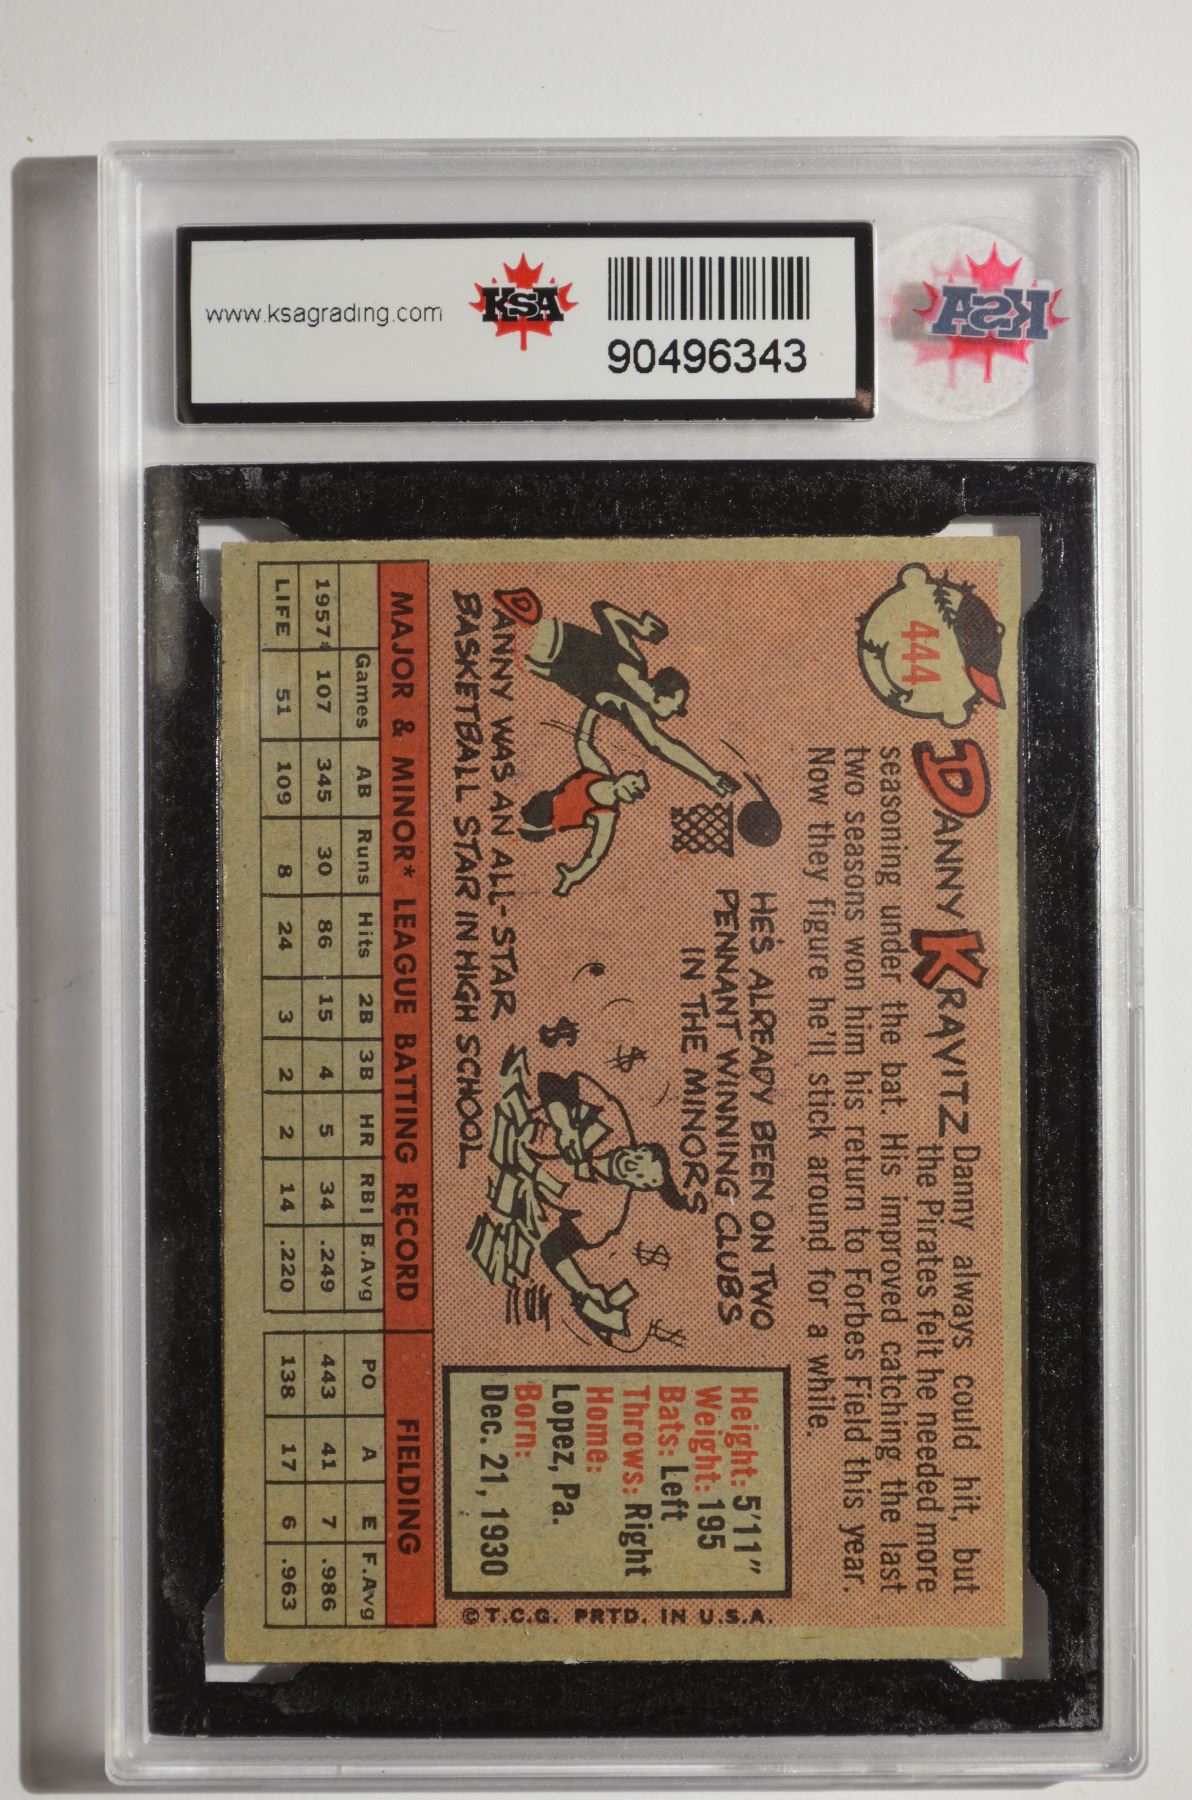 www.ksagrading.com
KSA
90496343
KSA
444
DANNY KRAVITZ
Danny always could hit, but
the Pirates felt he needed more
seasoning under the bat. His improved catching the last
two seasons won him his return to Forbes Field this year.
Now they figure he'll stick around for a while.
HE'S ALREADY BEEN ON TWO
PENNANT WINNING CLUBS
IN THE MINORS
DANNY WAS AN ALL-STAR
BASKETBALL STAR IN HIGH SCHOOL
$ $ $ $
Height: 5'11"
Weight: 195
Bats: Left
Throws: Right
Home:
Lopez, Pa.
Born:
Dec. 21, 1930
© T.C.G. PRTD. IN U.S.A.
MAJOR & MINOR* LEAGUE BATTING RECORD FIELDING
Games AB Runs Hits 2B 3B HR RBI B.Avg PO A E F.Avg
1957* 107 345 30 86 15 4 5 34 .249 443 41 7 .986
LIFE 51 109 8 24 3 2 2 14 .220 138 17 6 .963